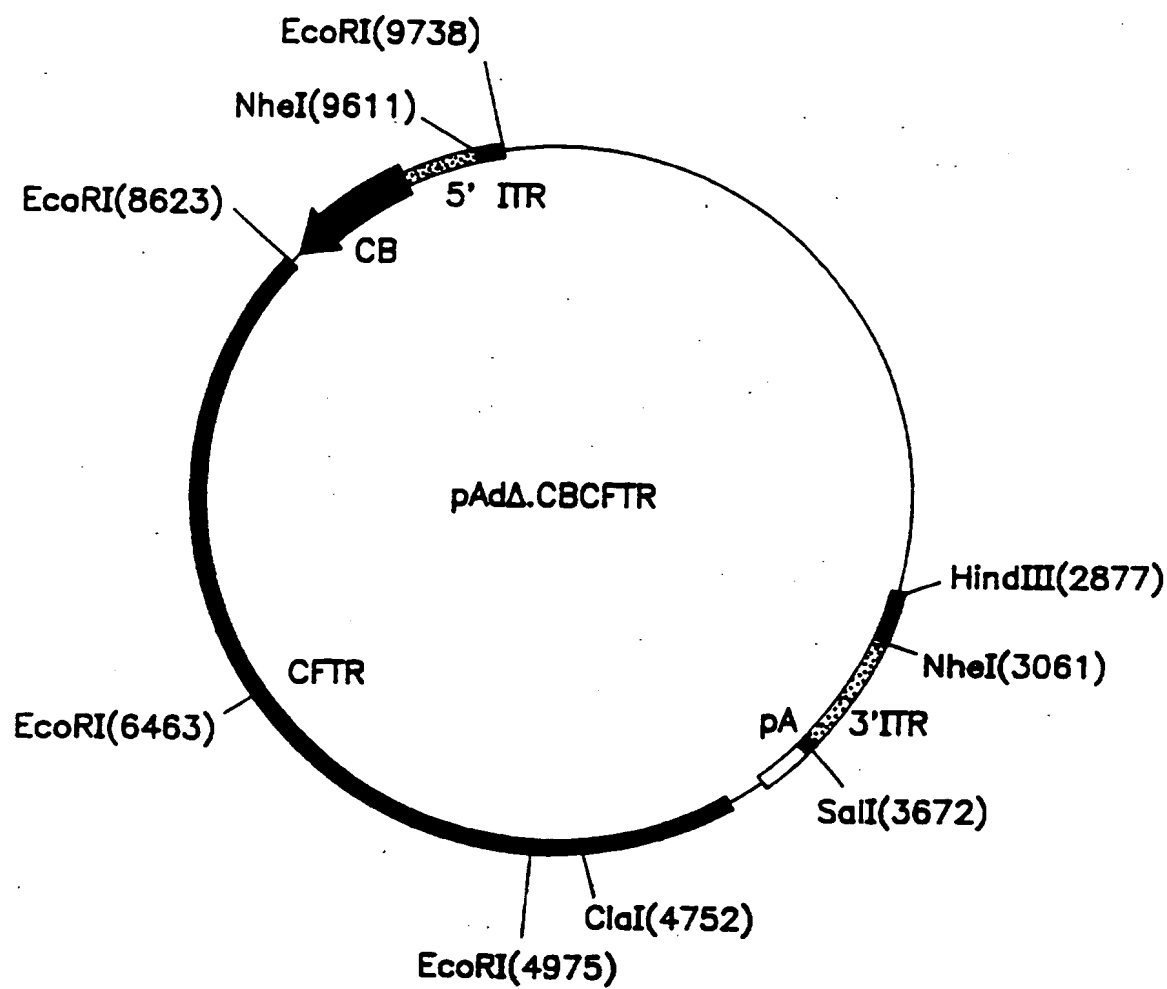 EcoRI(9738)
NheI(9611)
EcoRI(8623)
5' ITR
CB
pAdΔ.CBCFTR
HindIII(2877)
NheI(3061)
CFTR
EcoRI(6463)
pA
3'ITR
SalI(3672)
ClaI(4752)
EcoRI(4975)